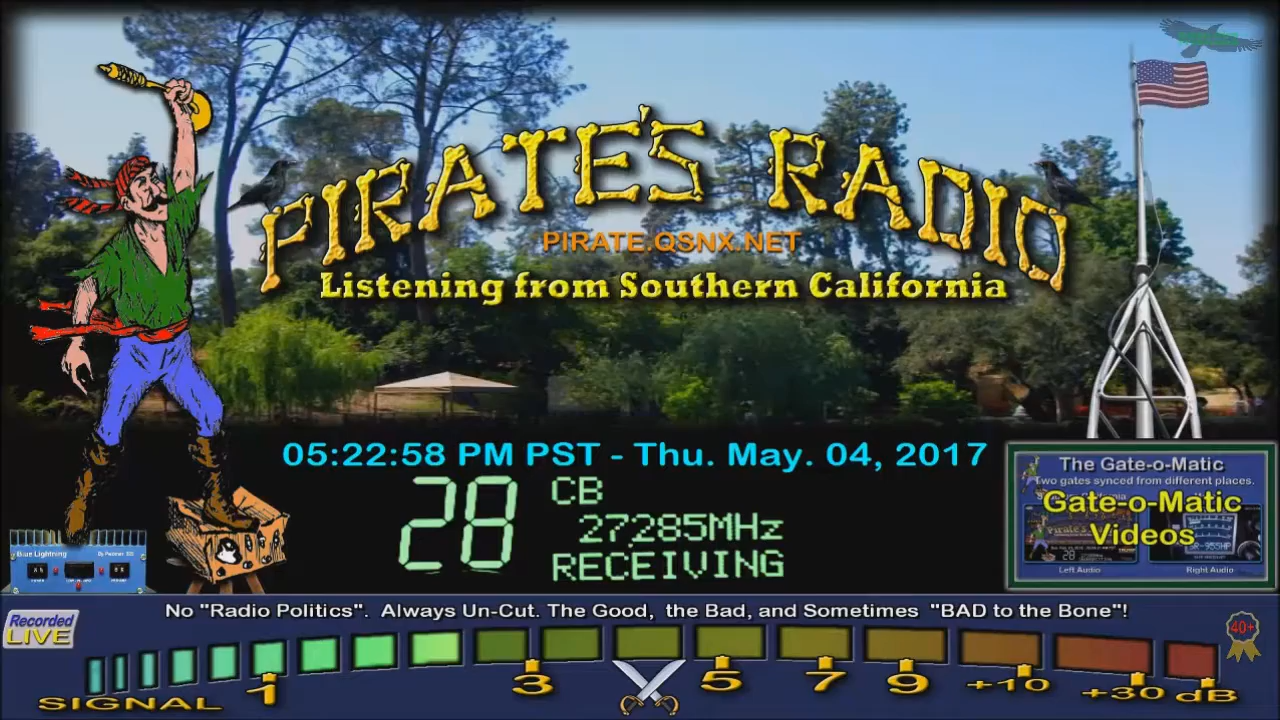 PIRATE'S RADIO
PIRATE.QSNX.NET
Listening from Southern California
05:22:58 PM PST - Thu. May. 04, 2017
28
CB
27285MHz
RECEIVING
The Gate-o-Matic
Two gates synced from different places.
Gate-o-Matic
Videos
Left Audio
Right Audio
Blue Lightning
No "Radio Politics". Always Un-Cut. The Good, the Bad, and Sometimes "BAD to the Bone"!
Recorded
LIVE
40+
SIGNAL 1 3 5 7 9 +10 +30 dB